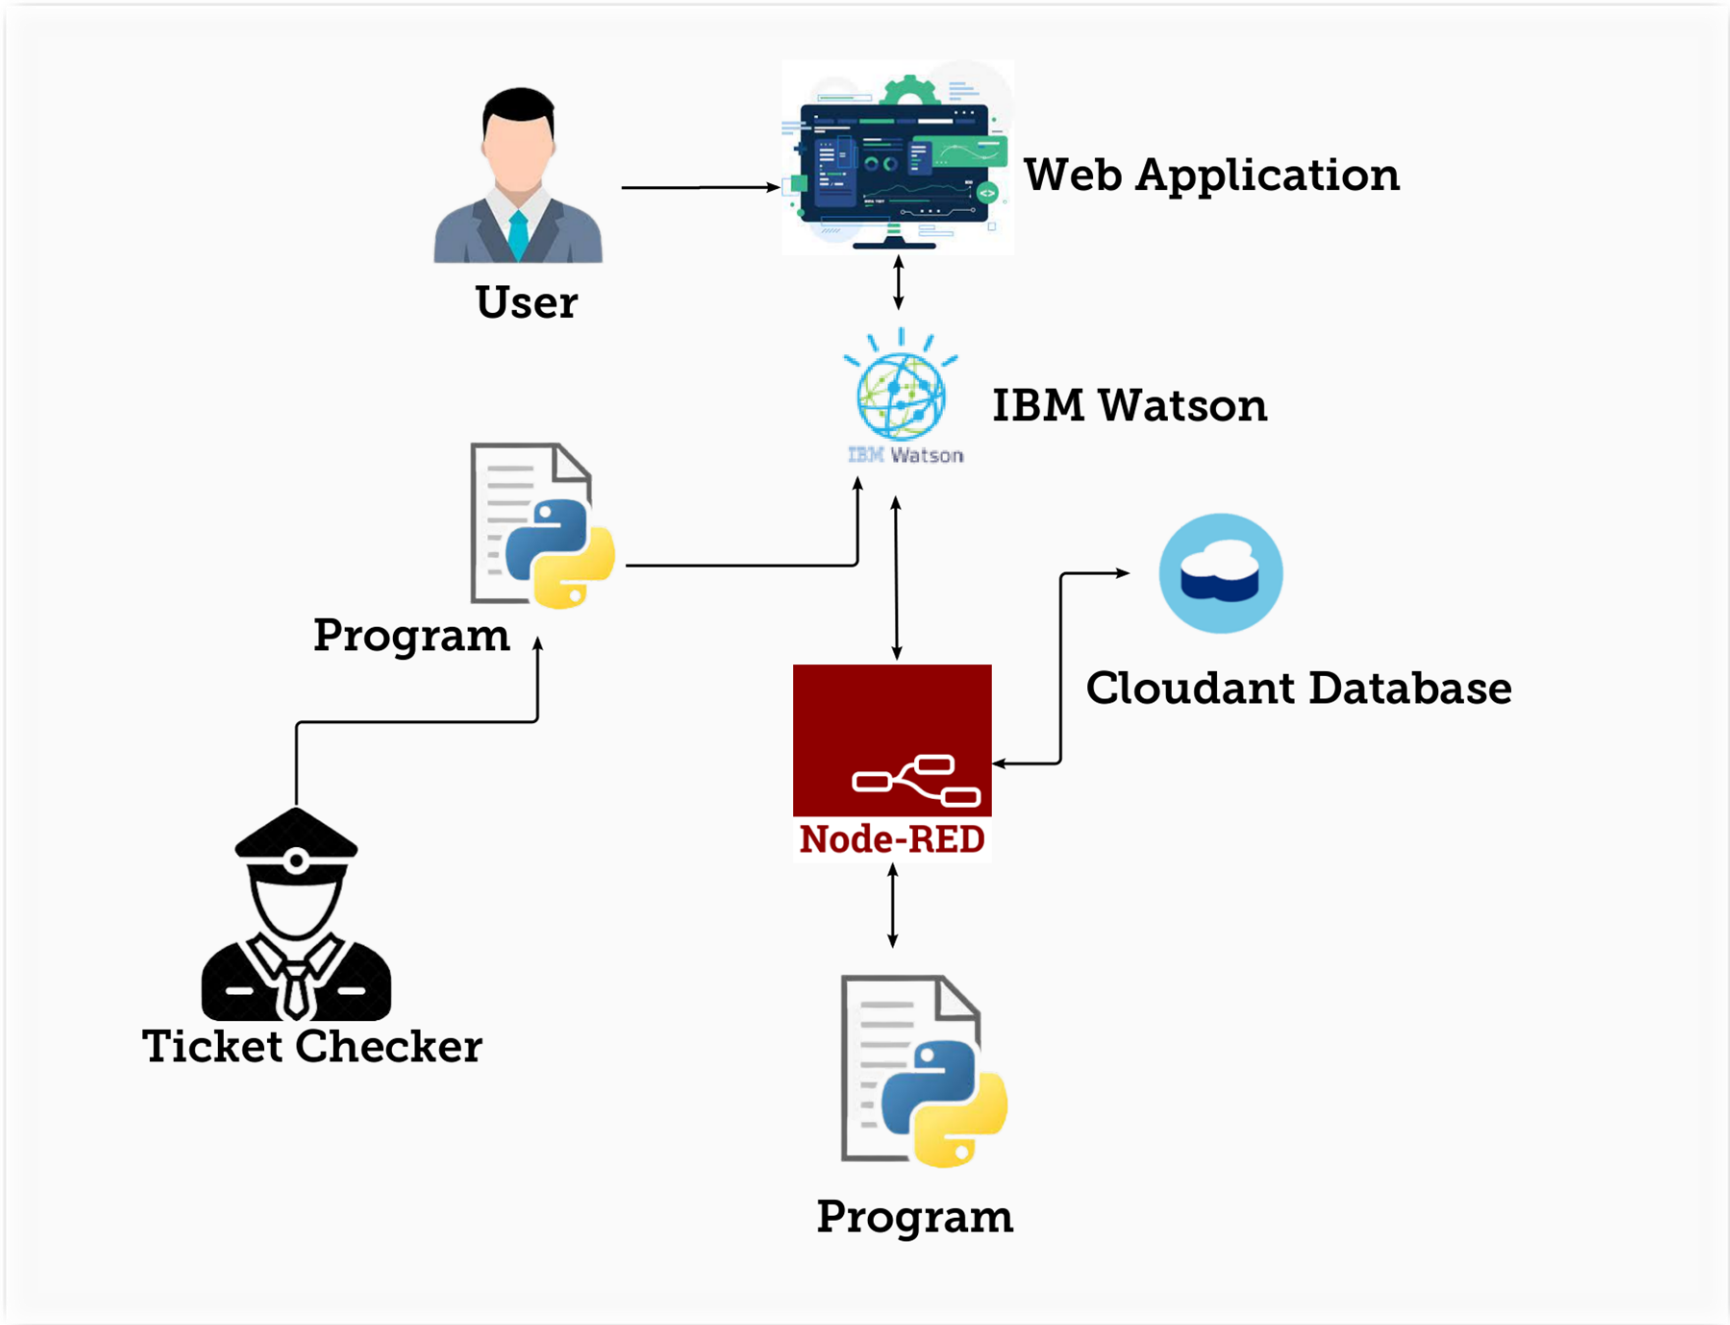 Web Application
User
IBM Watson
IBM Watson
Program
Cloudant Database
Node-RED
Ticket Checker
Program